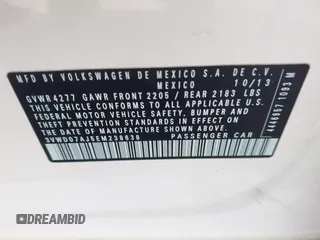 MFD BY VOLKSWAGEN DE MEXICO S.A. DE C.V.
MEXICO 10/13
GVWR4277 GAWR FRONT 2205 / REAR 2183 LBS
THIS VEHICLE CONFORMS TO ALL APPLICABLE U.S.
FEDERAL MOTOR VEHICLE SAFETY, BUMPER AND
THEFT PREVENTION STANDARDS IN EFFECT ON THE
DATE OF MANUFACTURE SHOWN ABOVE.
3VWD07AJ5EM238638 PASSENGER CAR
DREAMBID